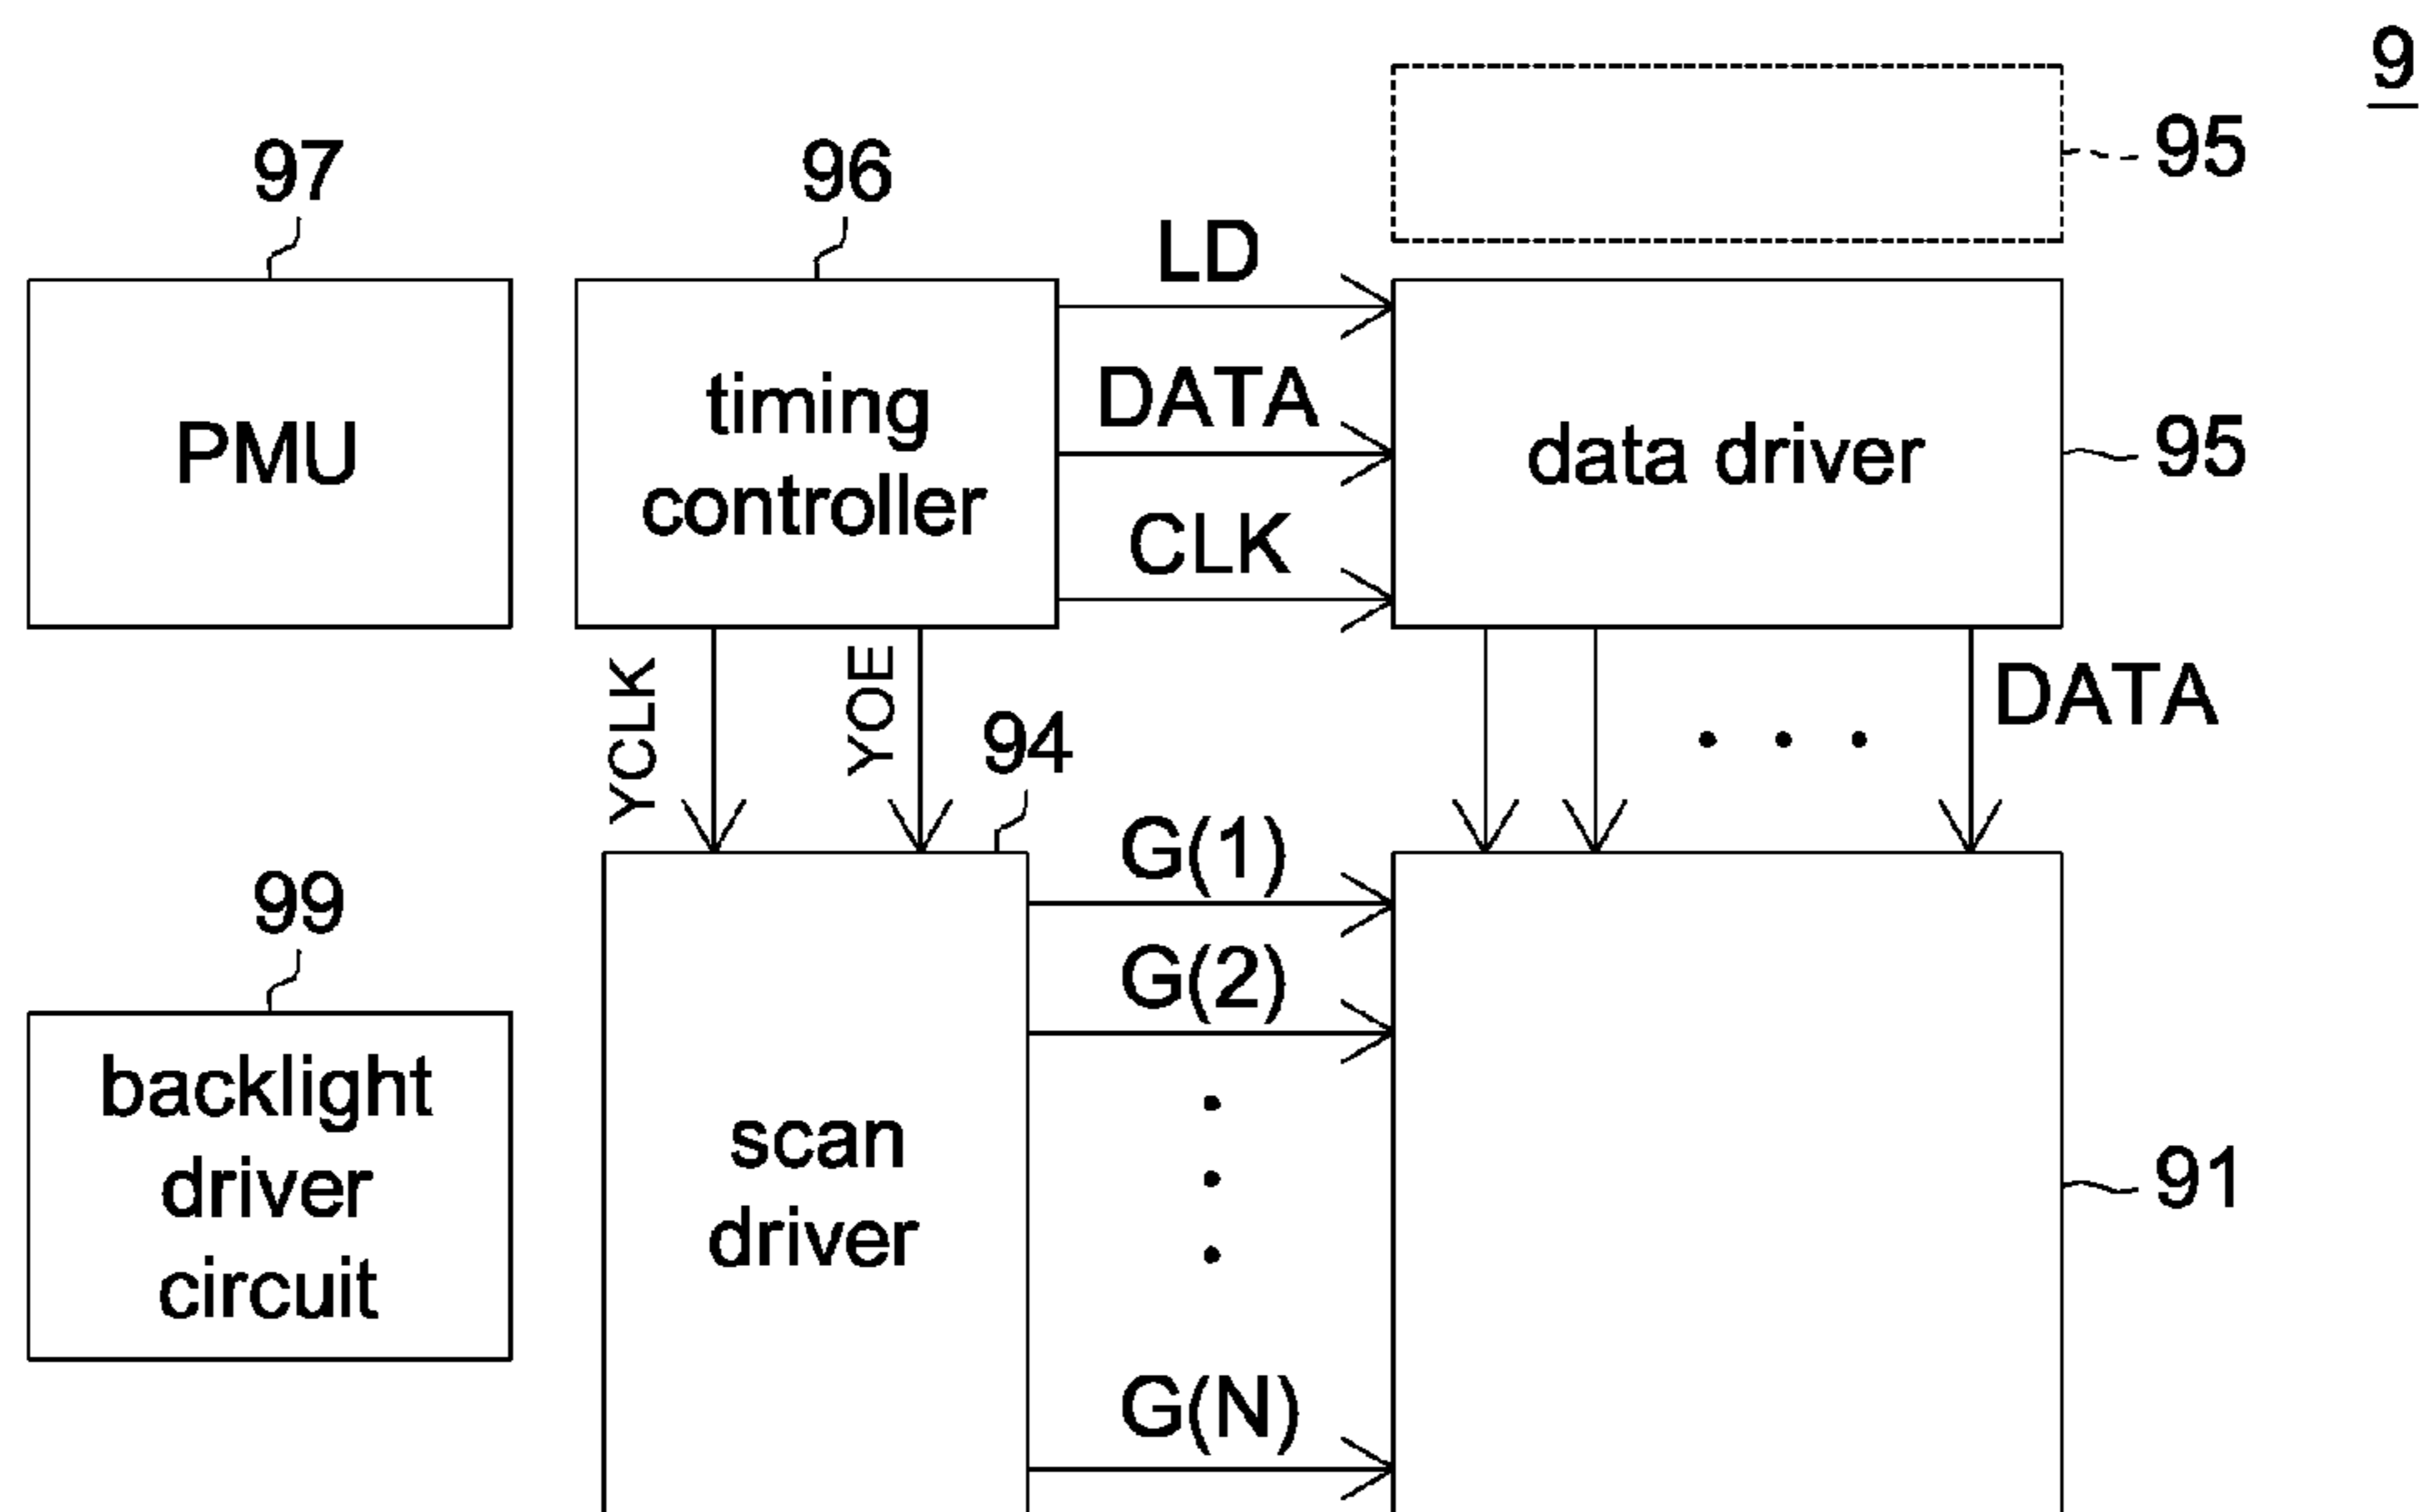 9
95
97
96
LD
DATA
CLK
PMU
timing
controller
data driver
95
YCLK
YOE
94
DATA
G(1)
G(2)
G(N)
99
backlight
driver
circuit
scan
driver
91